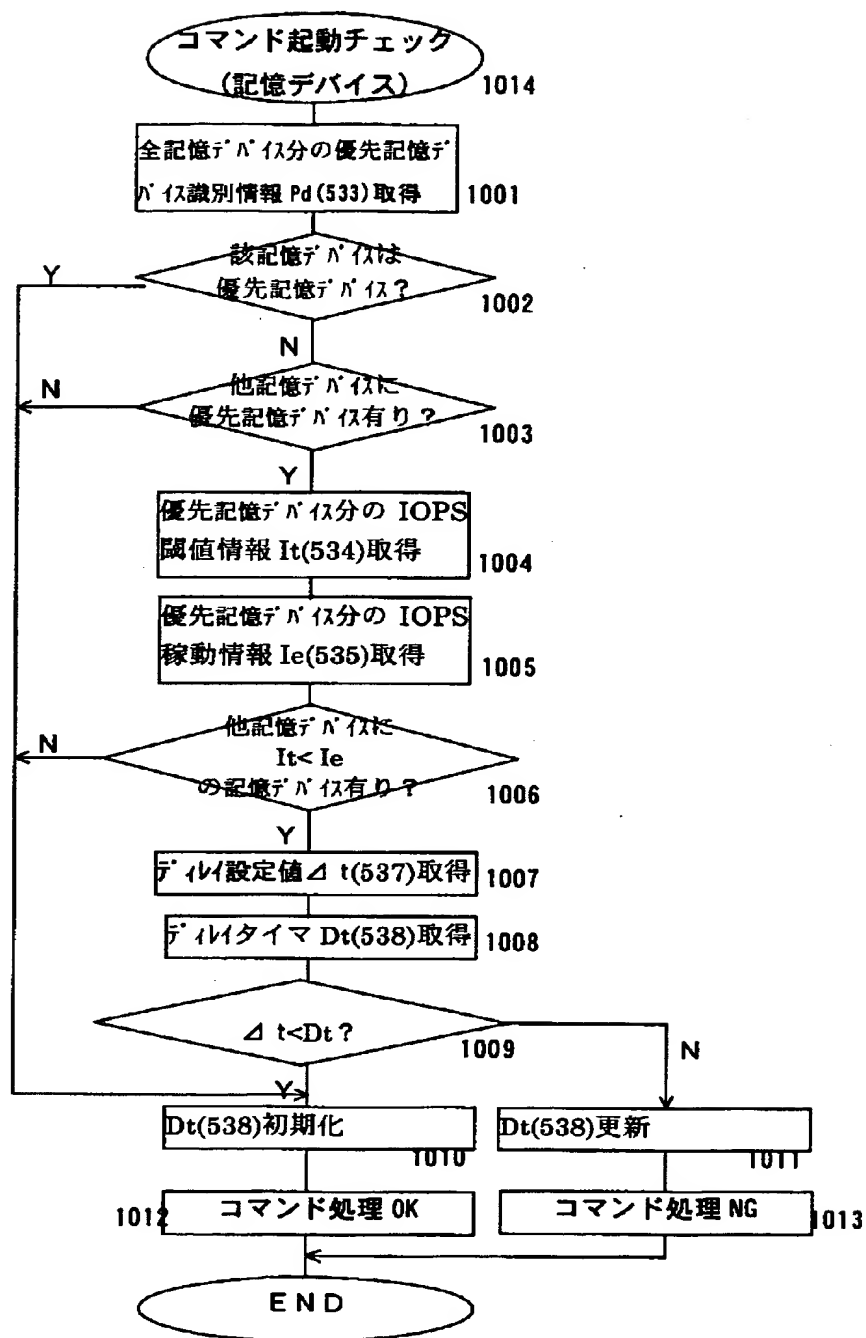 コマンド起動チェック
(記憶デバイス)
1014
全記憶ﾃﾞﾊﾞｲｽ分の優先記憶ﾃﾞ
ﾊﾞｲｽ識別情報 Pd(533)取得
1001
該記憶ﾃﾞﾊﾞｲｽは
優先記憶ﾃﾞﾊﾞｲｽ?
1002
Y
N
他記憶ﾃﾞﾊﾞｲｽに
優先記憶ﾃﾞﾊﾞｲｽ有り?
1003
N
Y
優先記憶ﾃﾞﾊﾞｲｽ分の IOPS
閾値情報 It(534)取得
1004
優先記憶ﾃﾞﾊﾞｲｽ分の IOPS
稼動情報 Ie(535)取得
1005
他記憶ﾃﾞﾊﾞｲｽに
It< Ie
の記憶ﾃﾞﾊﾞｲｽ有り?
1006
N
Y
ﾃﾞｨﾚｲ設定値⊿ t(537)取得
1007
ﾃﾞｨﾚｲタイマ Dt(538)取得
1008
⊿ t<Dt?
1009
N
Y
Dt(538)初期化
1010
Dt(538)更新
1011
1012
コマンド処理 OK
コマンド処理 NG
1013
END